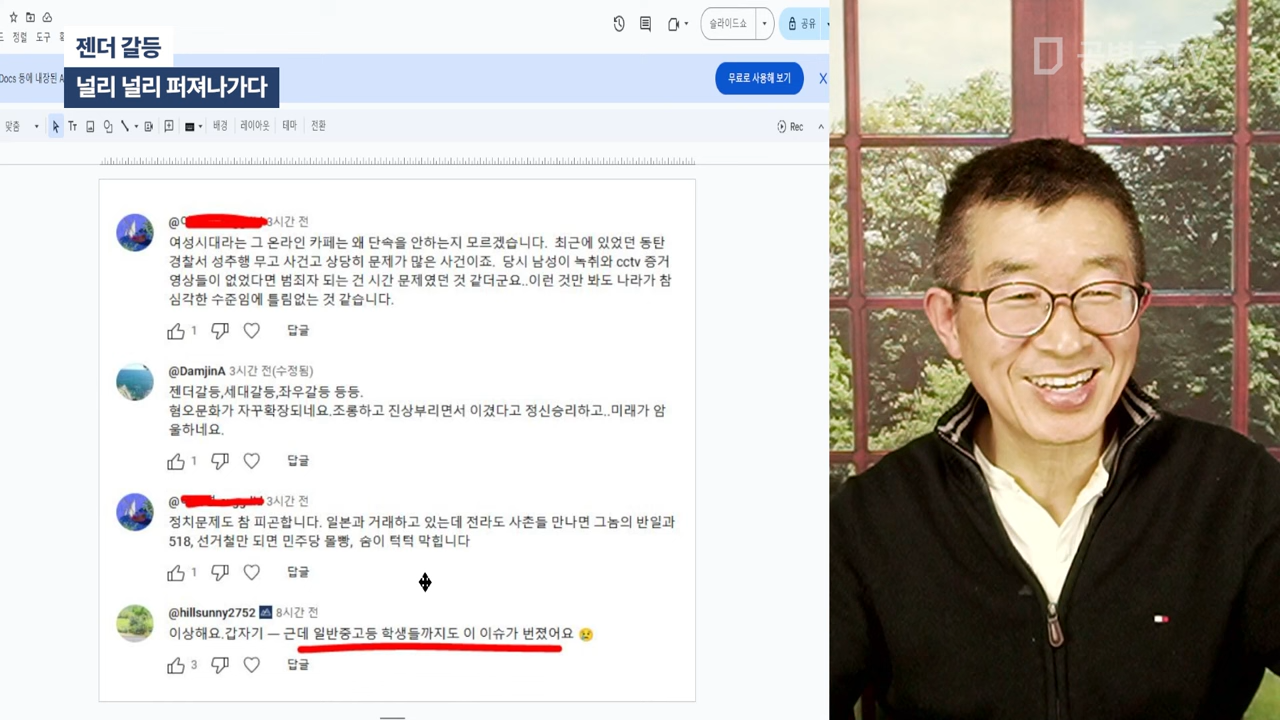 정렬 도구
젠더 갈등
널리 널리 퍼져나가다
Docs 등에 내장된
무료로 사용해 보기
X
슬라이드쇼
공유
맞춤
배경
레이아웃
테마
전환
Rec
공변호TV
3시간 전
여성시대라는 그 온라인 카페는 왜 단속을 안하는지 모르겠습니다. 최근에 있었던 동탄
경찰서 성추행 무고 사건고 상당히 문제가 많은 사건이죠. 당시 남성이 녹취와 cctv 증거
영상들이 없었다면 범죄자 되는 건 시간 문제였던 것 같더군요..이런 것만 봐도 나라가 참
심각한 수준임에 틀림없는 것 같습니다.
1
답글
@DamjinA 3시간 전(수정됨)
젠더갈등,세대갈등,좌우갈등 등등.
혐오문화가 자꾸확장되네요.조롱하고 진상부리면서 이겼다고 정신승리하고..미래가 암
울하네요.
1
답글
3시간 전
정치문제도 참 피곤합니다. 일본과 거래하고 있는데 전라도 사촌들 만나면 그놈의 반일과
518, 선거철만 되면 민주당 몰빵, 숨이 턱턱 막힙니다
1
답글
@hillsunny2752 8시간 전
이상해요.갑자기 ㅡ 근데 일반중고등 학생들까지도 이 이슈가 번졌어요 😢
3
답글